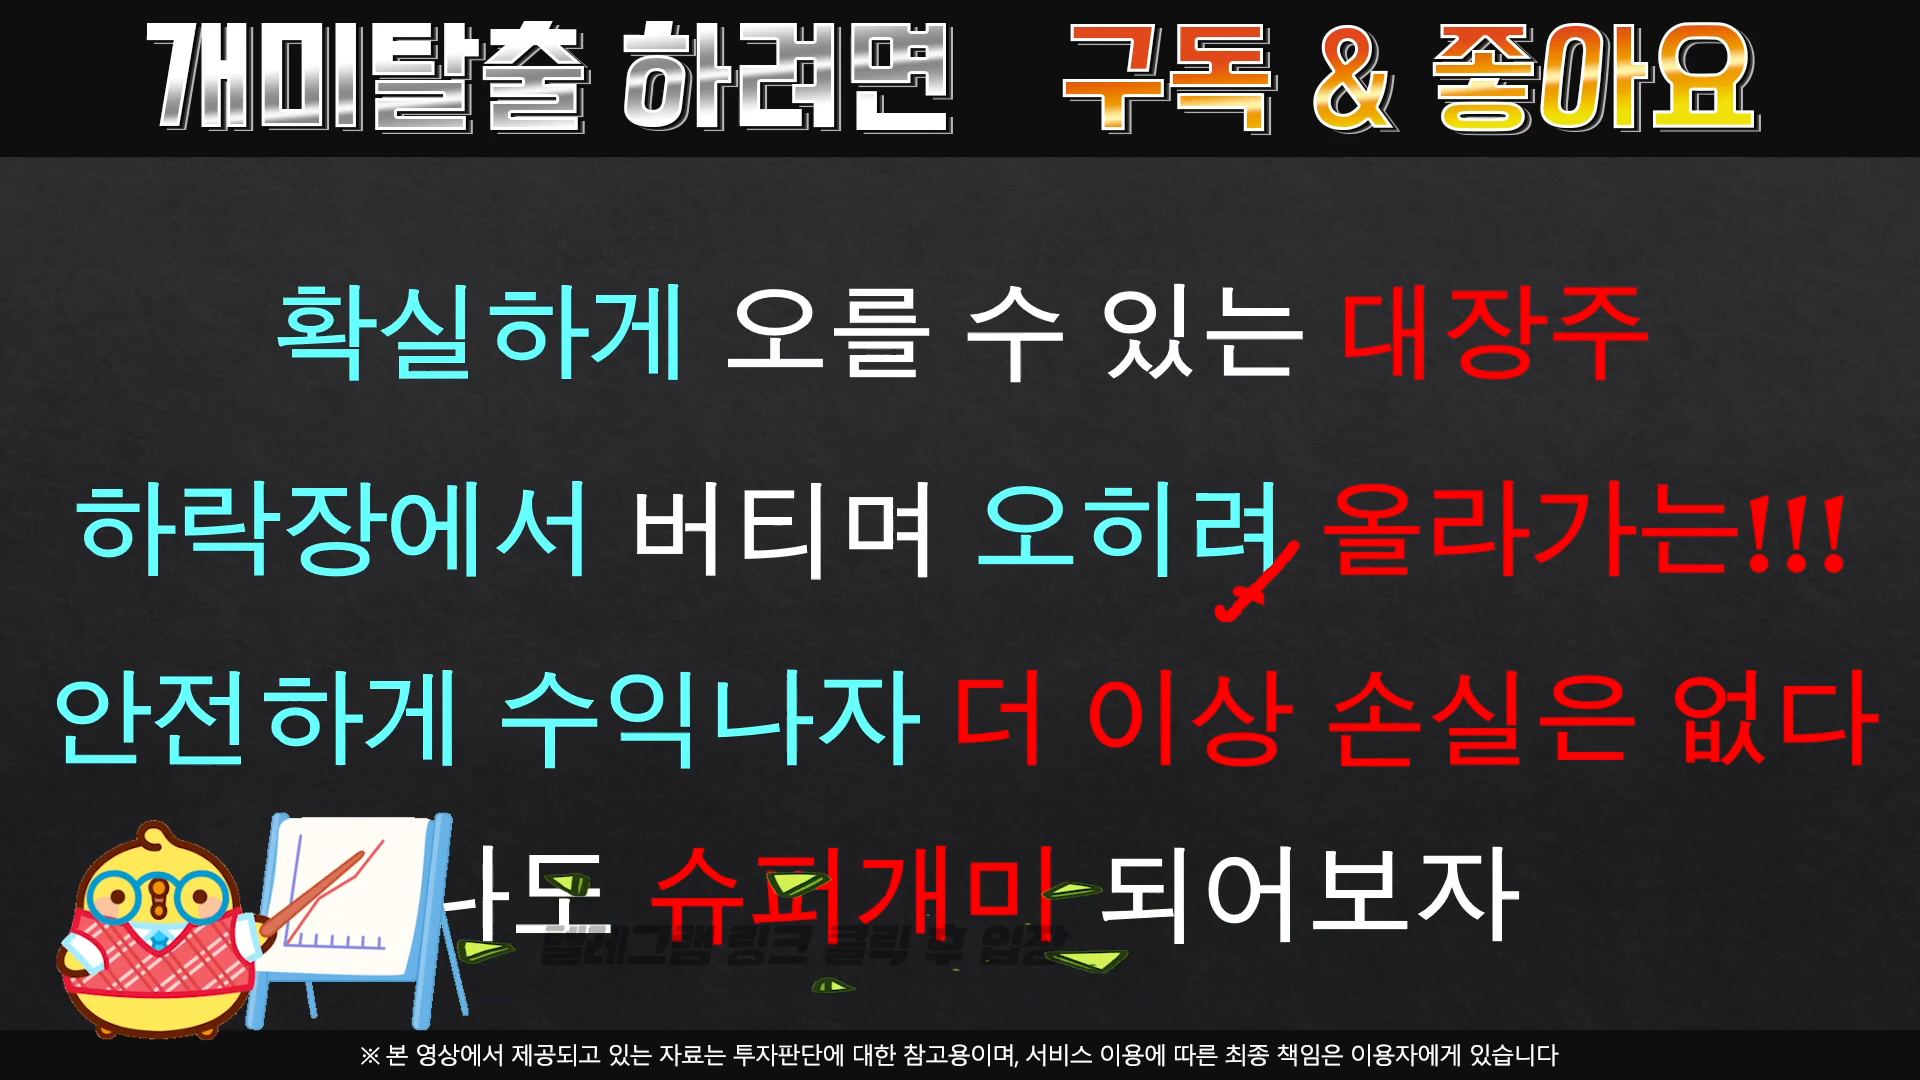 개미탈출 하려면 구독 & 좋아요
확실하게 오를 수 있는 대장주
하락장에서 버티며 오히려 올라가는!!!
안전하게 수익나자 더 이상 손실은 없다
나도 슈퍼개미 되어보자
텔레그램 링크 클릭 후 입장
※ 본 영상에서 제공되고 있는 자료는 투자판단에 대한 참고용이며, 서비스 이용에 따른 최종 책임은 이용자에게 있습니다